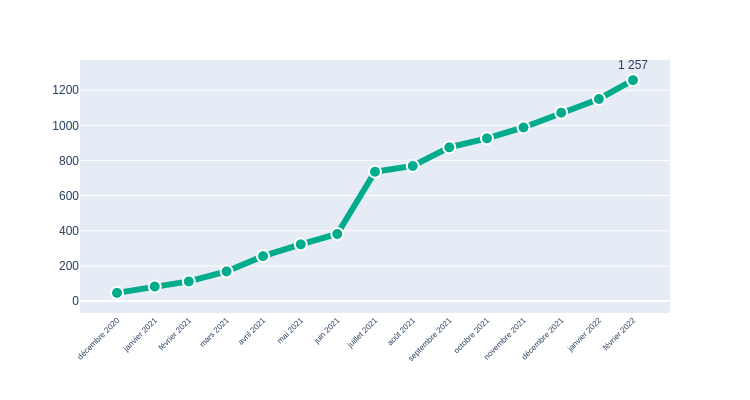 1 257
1200
1000
800
600
400
200
0
décembre 2020
janvier 2021
février 2021
mars 2021
avril 2021
mai 2021
juin 2021
juillet 2021
août 2021
septembre 2021
octobre 2021
novembre 2021
décembre 2021
janvier 2022
février 2022